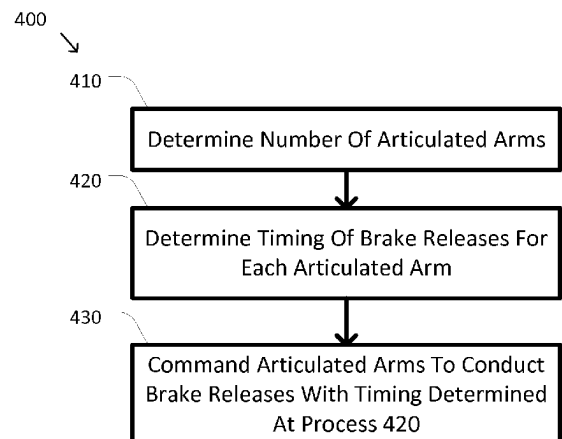 400
410
Determine Number Of Articulated Arms
420
Determine Timing Of Brake Releases For
Each Articulated Arm
430
Command Articulated Arms To Conduct
Brake Releases With Timing Determined
At Process 420